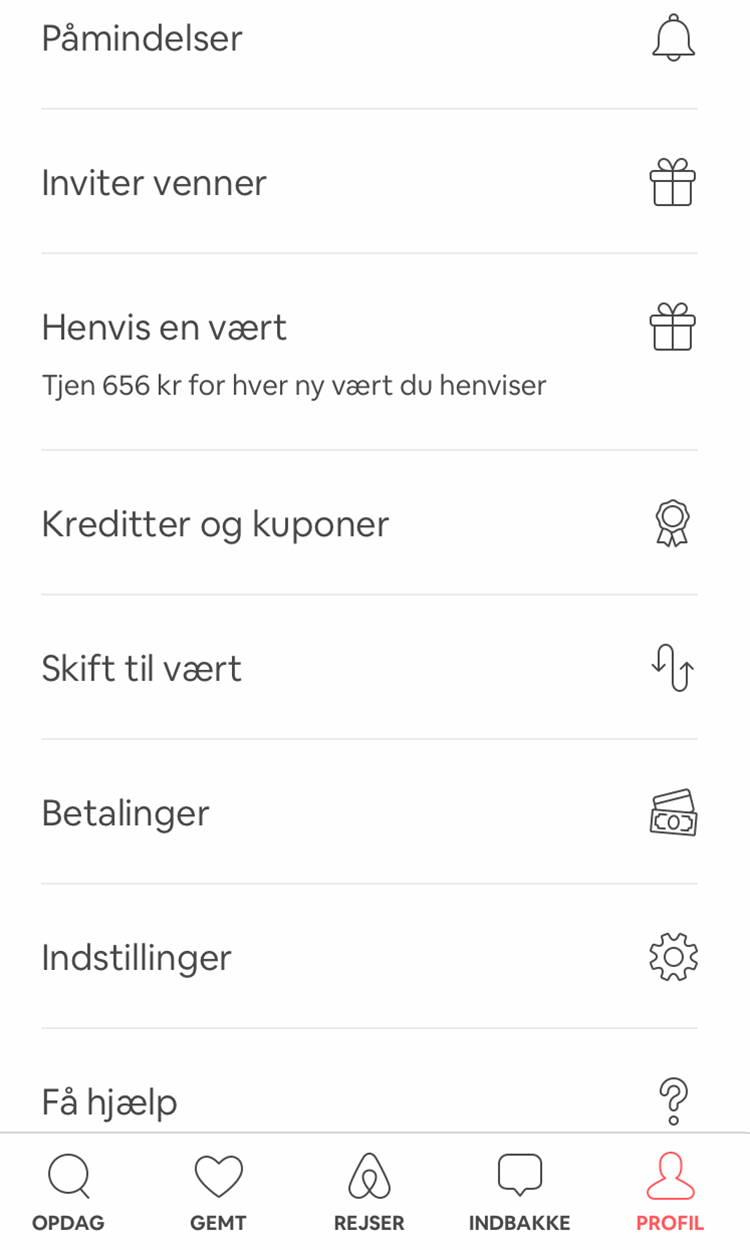 Påmindelser
Inviter venner
Henvis en vært
Tjen 656 kr for hver ny vært du henviser
Kreditter og kuponer
Skift til vært
Betalinger
Indstillinger
Få hjælp
OPDAG
GEMT
REJSER
INDBAKKE
PROFIL